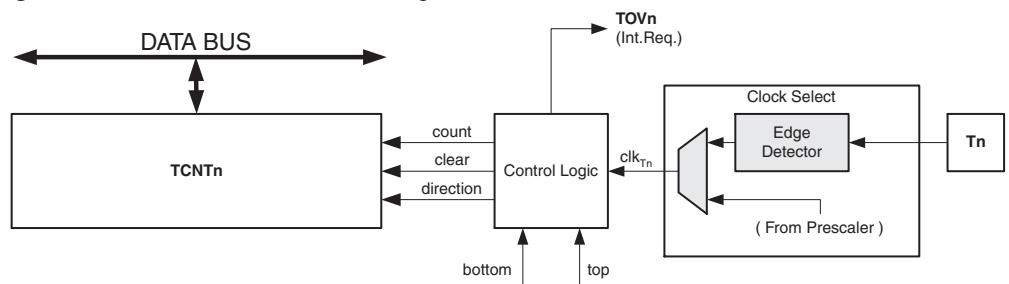 TOVn
(Int.Req.)
DATA BUS
Clock Select
count
Edge
Detector
Tn
clkTn
TCNTn
clear
Control Logic
direction
( From Prescaler )
bottom
top